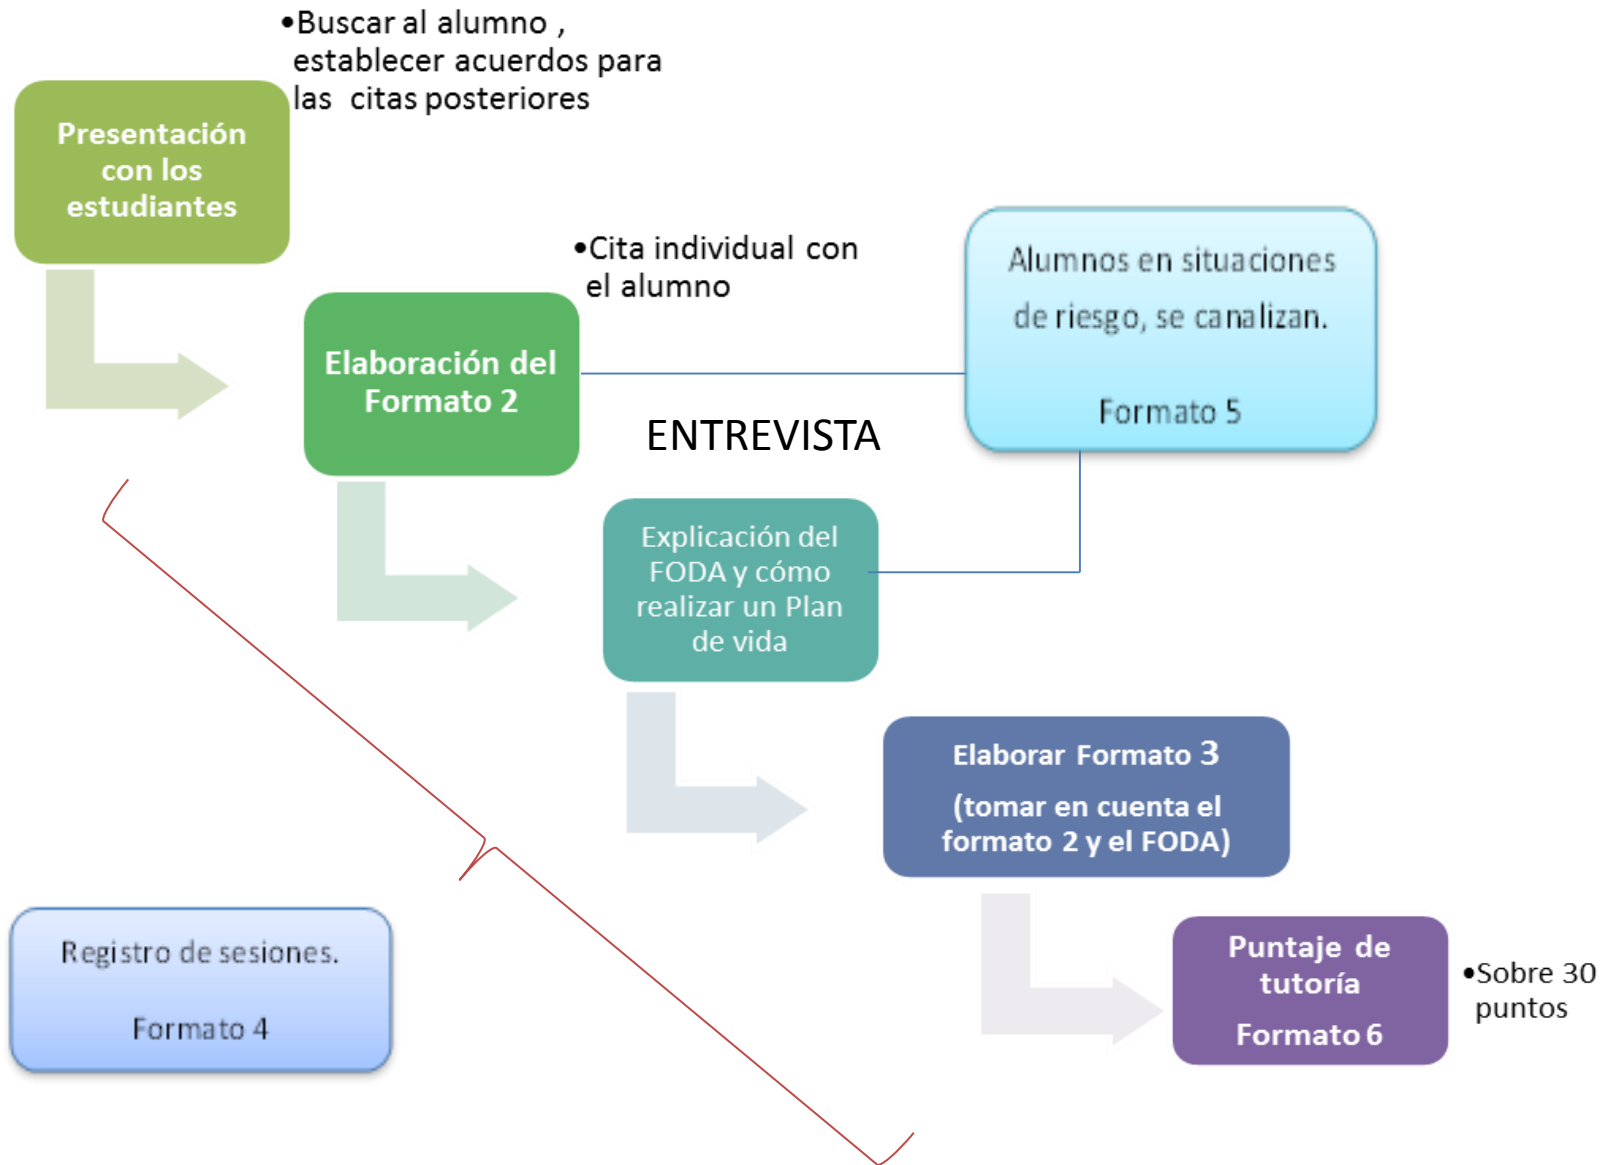 •Buscar al alumno ,
establecer acuerdos para
las citas posteriores
Presentación
con los
estudiantes
•Cita individual con
el alumno
Alumnos en situaciones
de riesgo, se canalizan.
Formato 5
Elaboración del
Formato 2
ENTREVISTA
Explicación del
FODA y cómo
realizar un Plan
de vida
Elaborar Formato 3
(tomar en cuenta el
formato 2 y el FODA)
Registro de sesiones.
Formato 4
Puntaje de
tutoría
Formato 6
•Sobre 30
puntos